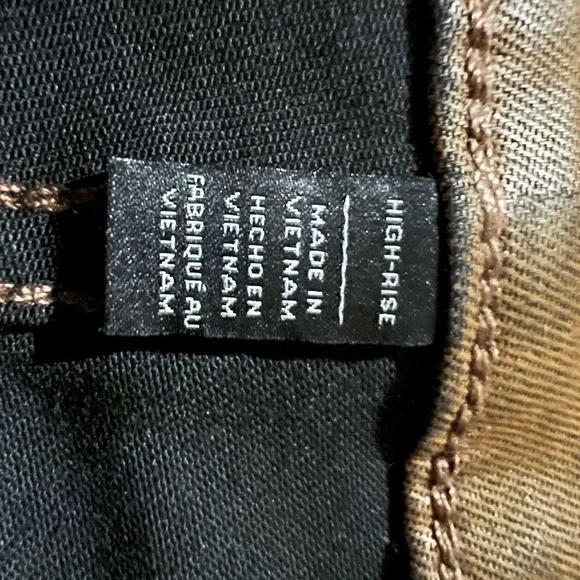 HIGH-RISE
MADE IN
VIETNAM
HECHO EN
VIETNAM
FABRIQUÉ AU
VIETNAM